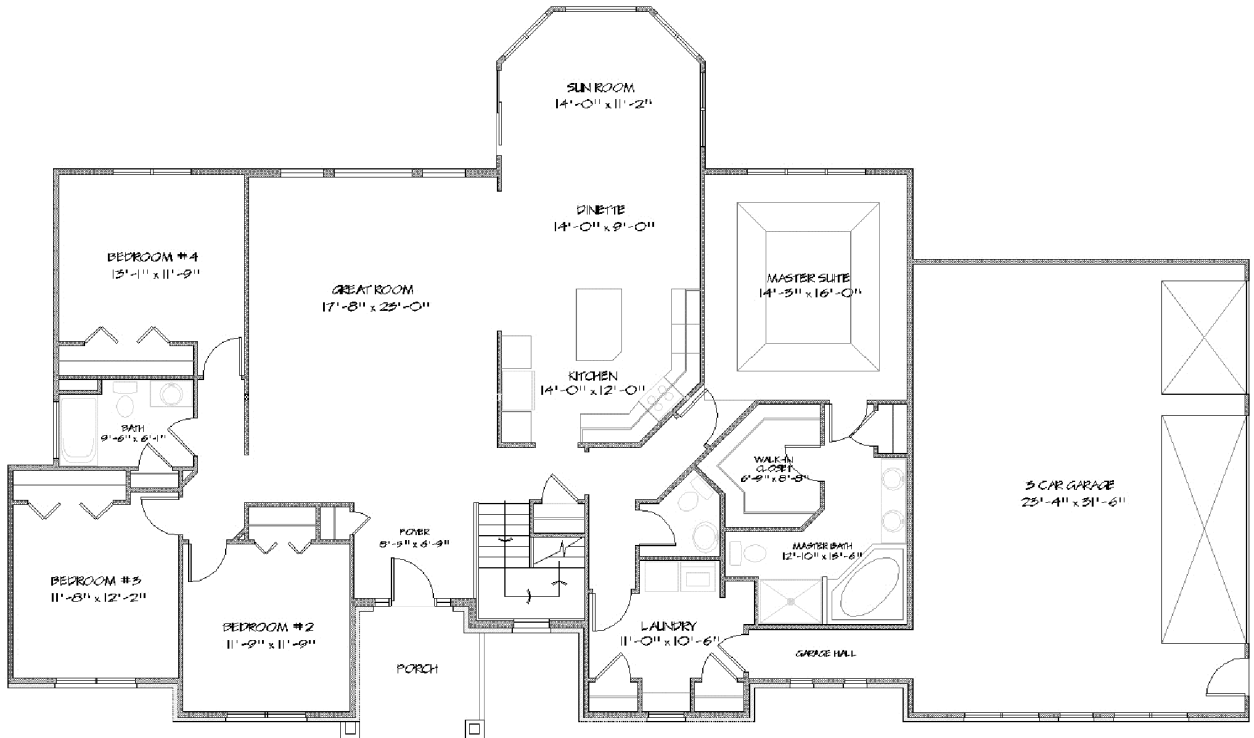 SUN ROOM
14'-0" x 11'-2"
DINETTE
14'-0" x 9'-0"
BEDROOM #4
13'-1" x 11'-9"
GREAT ROOM
17'-8" x 23'-0"
MASTER SUITE
14'-3" x 16'-0"
KITCHEN
14'-0" x 12'-0"
BATH
9'-6" x 6'-1"
WALK-IN
CLOSET
6'-9" x 8'-8"
3 CAR GARAGE
23'-4" x 31'-6"
FOYER
8'-9" x 8'-9"
MASTER BATH
12'-10" x 15'-6"
BEDROOM #3
11'-8" x 12'-2"
BEDROOM #2
11'-9" x 11'-9"
LAUNDRY
11'-0" x 10'-6"
GARAGE HALL
PORCH